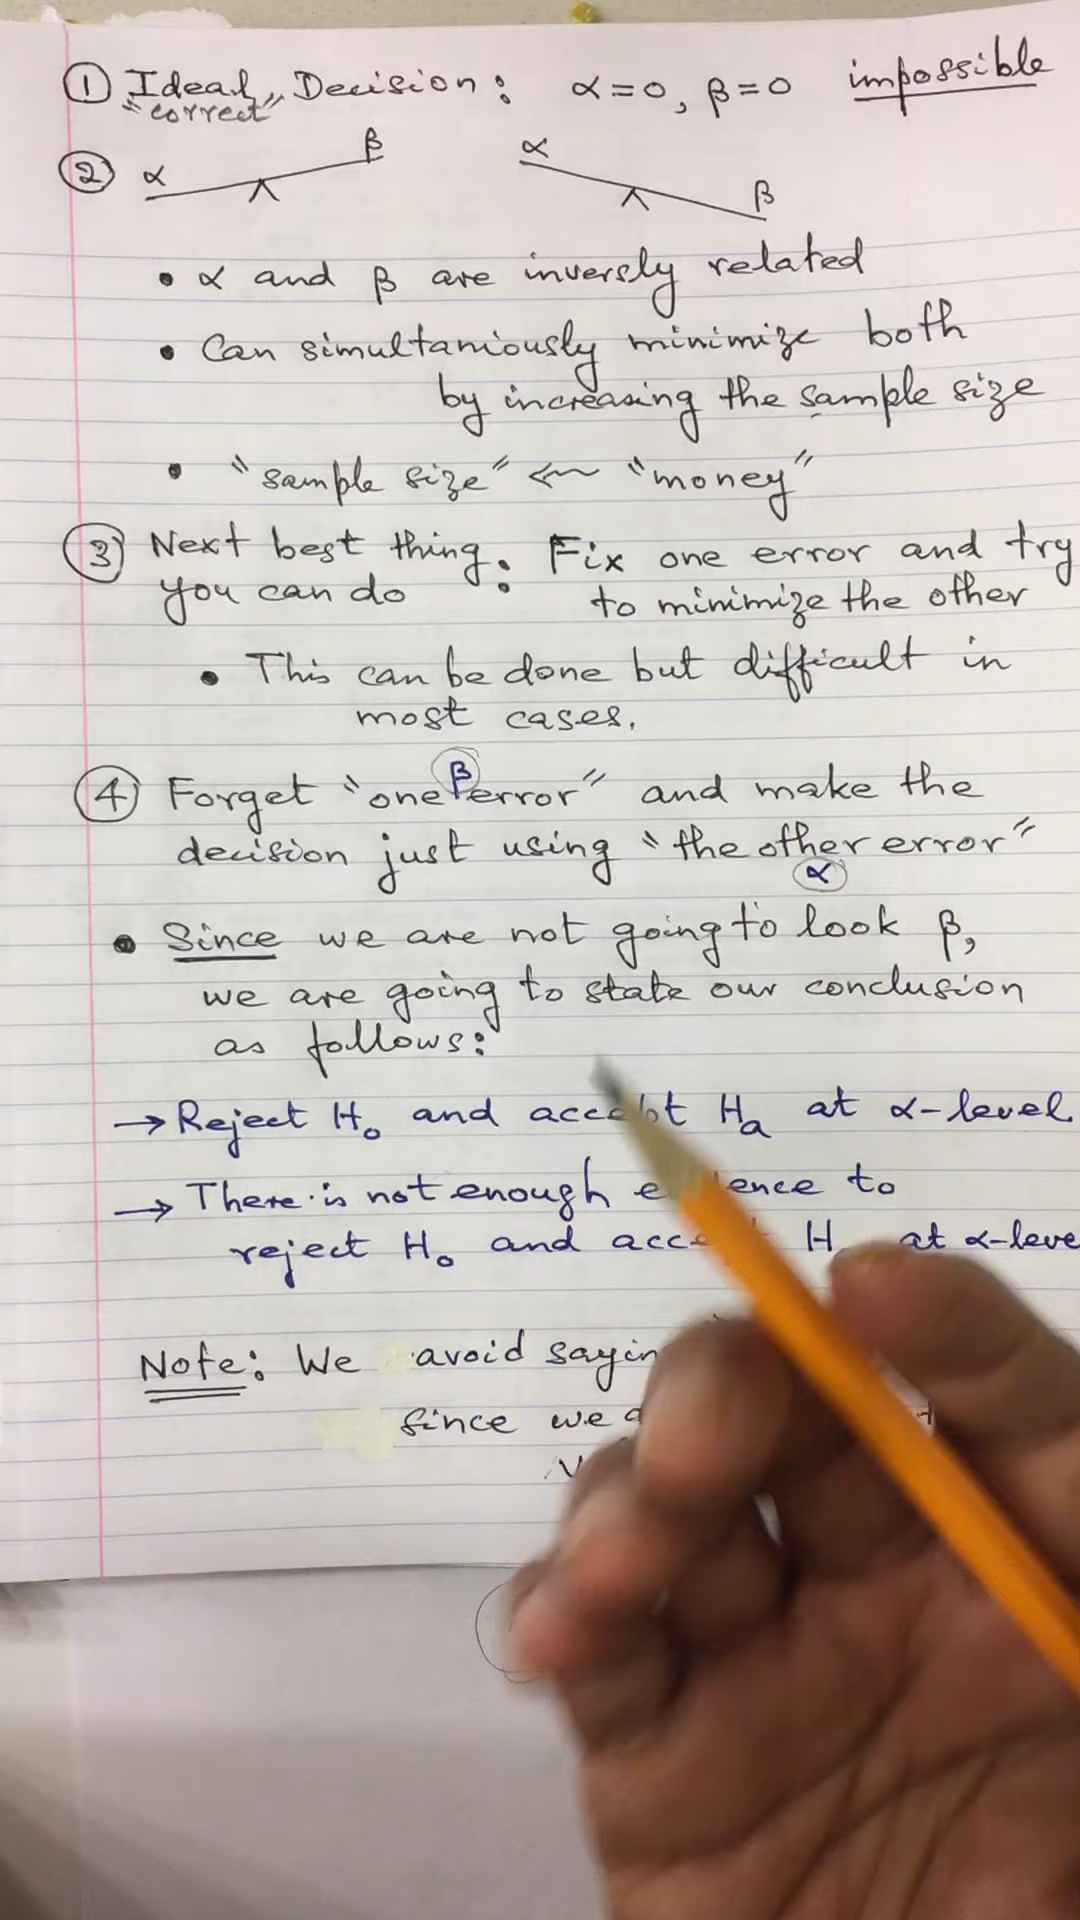 ① Ideal Decision: α=0, β=0 impossible
"correct"
② α β α β
• α and β are inversly related
• Can simultaniously minimize both
by increasing the sample size
• "sample size" ← "money"
③ Next best thing: Fix one error and try
you can do to minimize the other
• This can be done but difficult in
most cases.
β
④ Forget "one error" and make the
decision just using "the other error"
α
• Since we are not going to look β,
we are going to state our conclusion
as follows:
→ Reject H₀ and accept Hₐ at α-level
→ There is not enough to
reject H₀ and at α-leve
Note: We avoid
since we